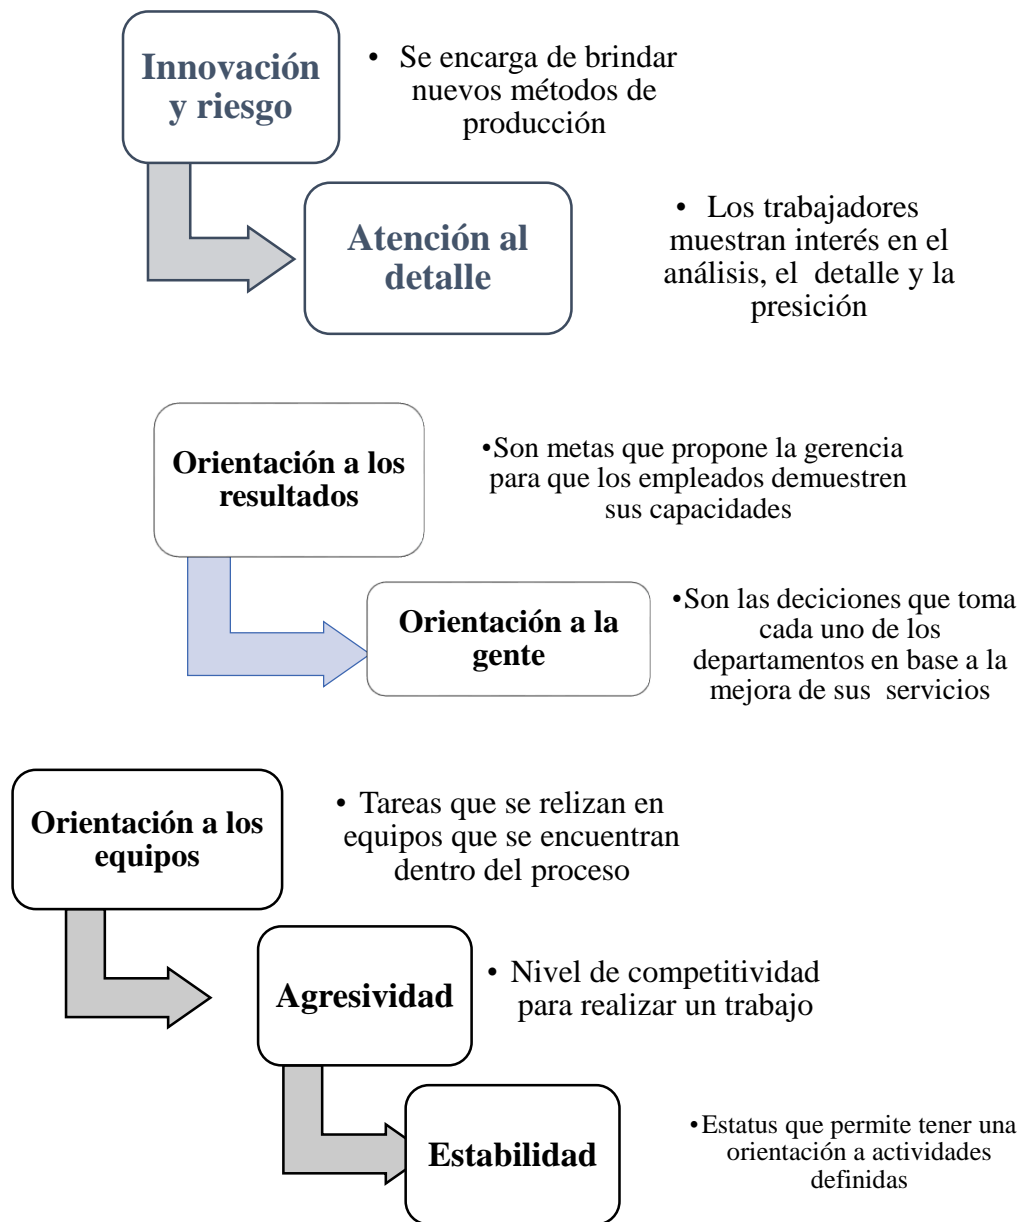 Innovación
y riesgo
• Se encarga de brindar
nuevos métodos de
producción
Atención al
detalle
• Los trabajadores
muestran interés en el
análisis, el detalle y la
presición
Orientación a los
resultados
•Son metas que propone la gerencia
para que los empleados demuestren
sus capacidades
Orientación a la
gente
•Son las deciciones que toma
cada uno de los
departamentos en base a la
mejora de sus servicios
Orientación a los
equipos
• Tareas que se relizan en
equipos que se encuentran
dentro del proceso
Agresividad
• Nivel de competitividad
para realizar un trabajo
Estabilidad
•Estatus que permite tener una
orientación a actividades
definidas